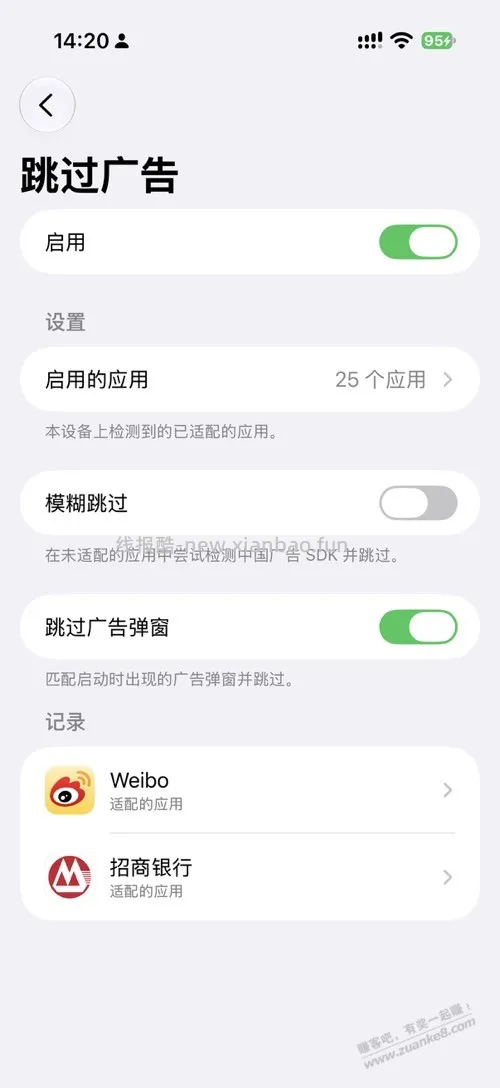 14:20
95
跳过广告
启用
设置
启用的应用
25 个应用
本设备上检测到的已适配的应用。
模糊跳过
线报酷-new.xianbao.fun
在未适配的应用中尝试检测中国广告 SDK 并跳过。
跳过广告弹窗
匹配启动时出现的广告弹窗并跳过。
记录
Weibo
适配的应用
招商银行
适配的应用
赚客吧，有奖一起赚！
www.zuanke8.com